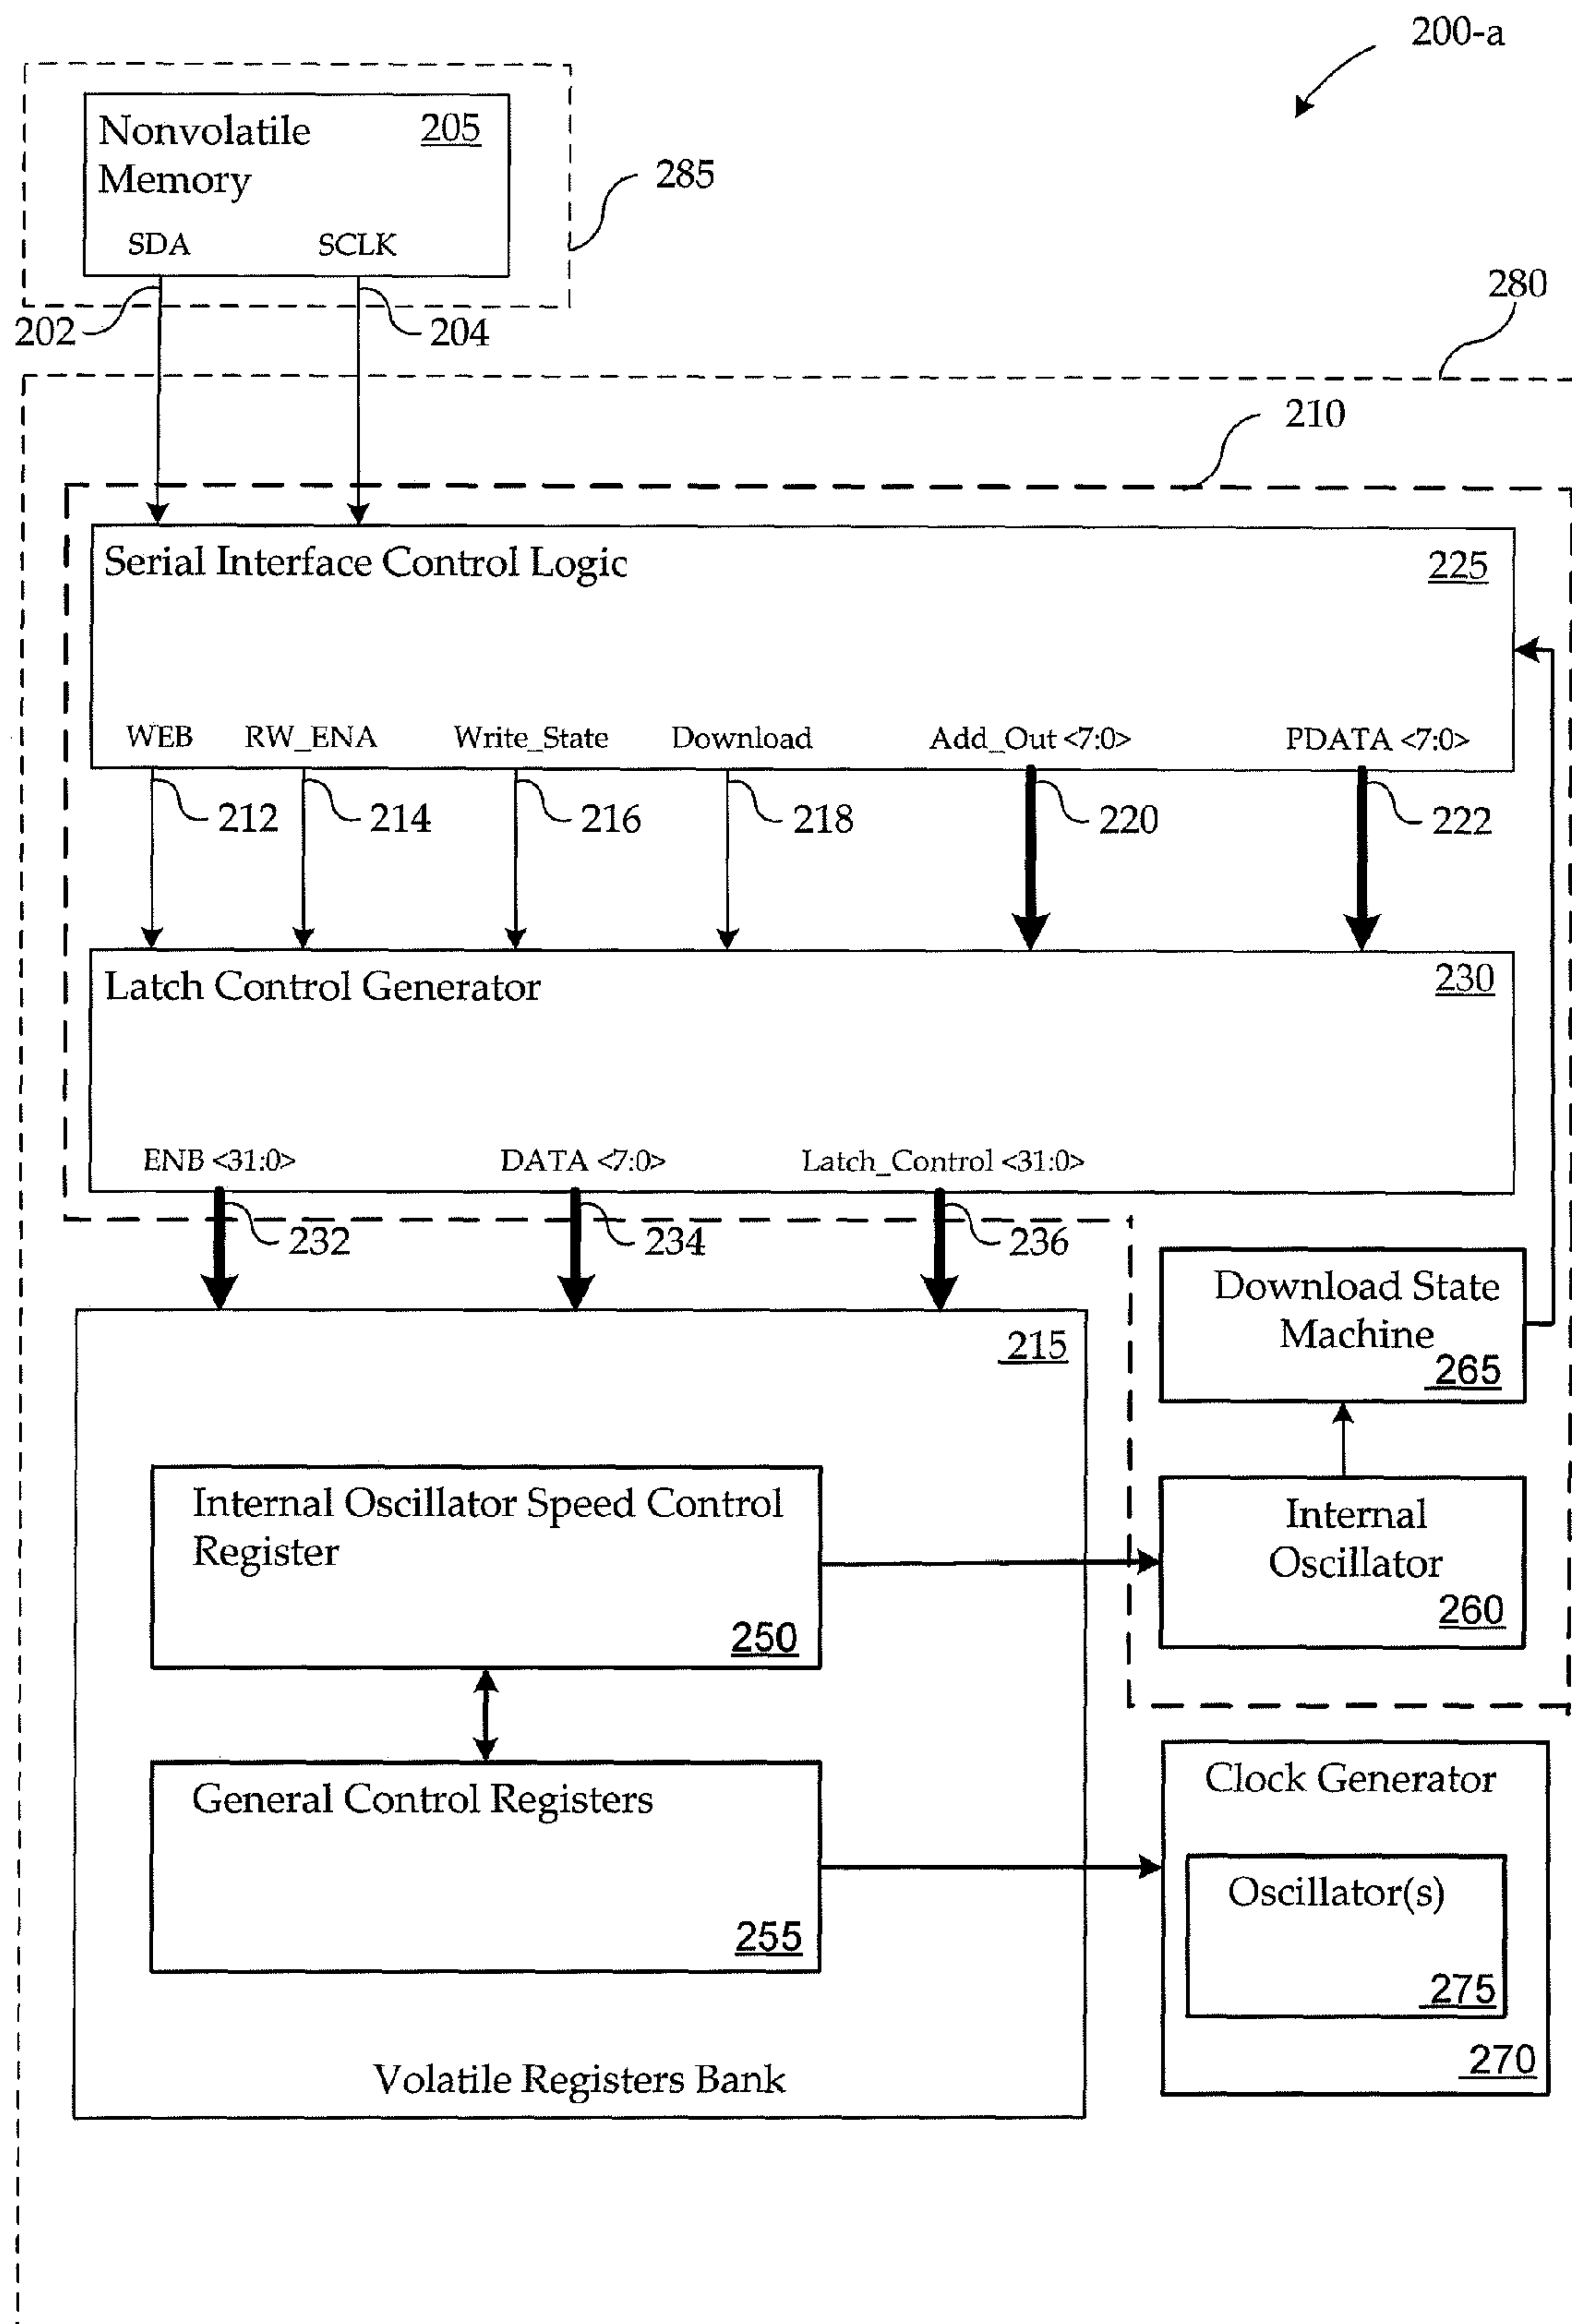 200-a
Nonvolatile 205
Memory
SDA SCLK
285
202 204
280
210
Serial Interface Control Logic 225
WEB RW_ENA Write_State Download Add_Out <7:0> PDATA <7:0>
212 214 216 218 220 222
Latch Control Generator 230
ENB <31:0> DATA <7:0> Latch_Control <31:0>
232 234 236
Download State
Machine
265
215
Internal Oscillator Speed Control
Register
250
Internal
Oscillator
260
General Control Registers
255
Clock Generator
Oscillator(s)
275
270
Volatile Registers Bank